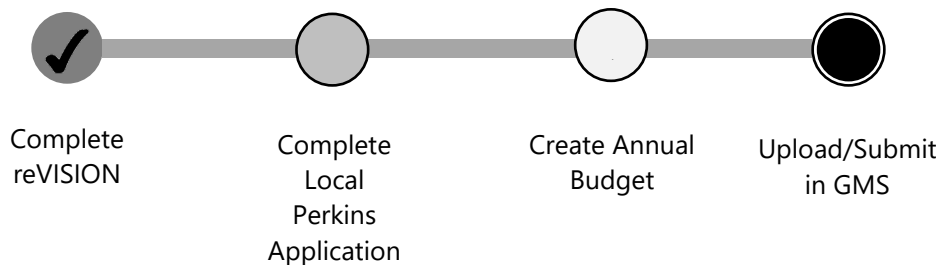 Complete
reVISION
Complete
Local
Perkins
Application
Create Annual
Budget
Upload/Submit
in GMS